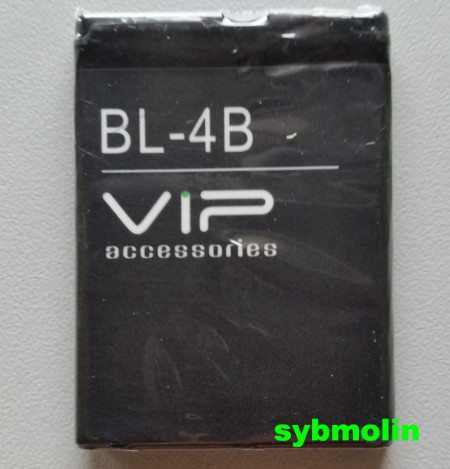 BL-4B
ViP
accessories
sybmolin